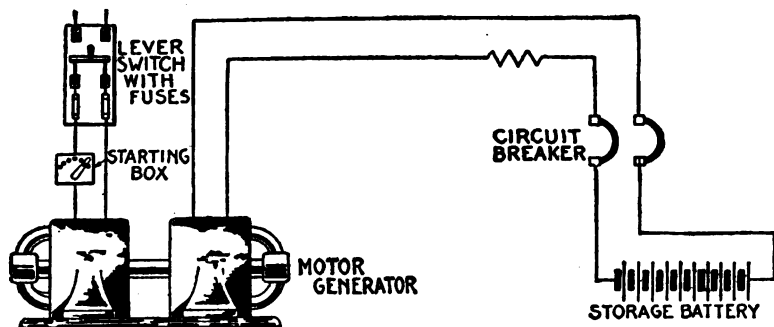 LEVER
SWITCH
WITH
FUSES
STARTING
BOX
CIRCUIT
BREAKER
MOTOR
GENERATOR
STORAGE BATTERY